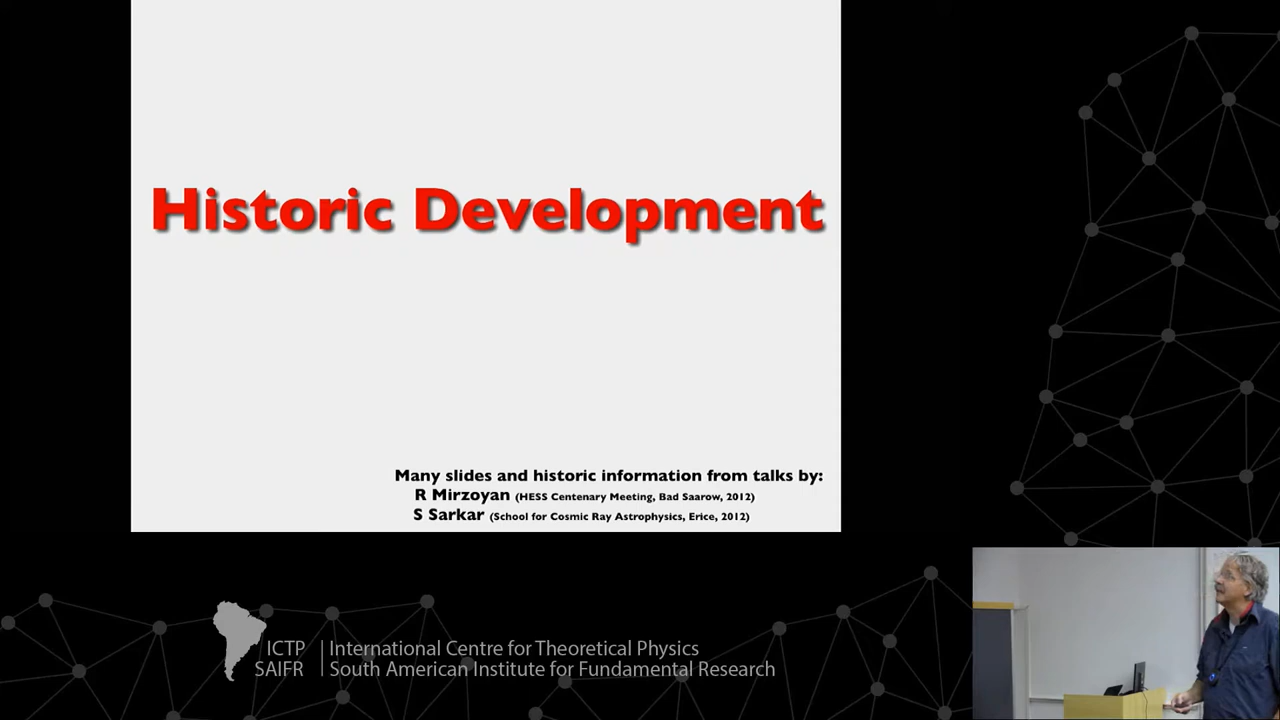 Historic Development
Many slides and historic information from talks by:
R Mirzoyan (HESS Centenary Meeting, Bad Saarow, 2012)
S Sarkar (School for Cosmic Ray Astrophysics, Erice, 2012)
ICTP | International Centre for Theoretical Physics
SAIFR | South American Institute for Fundamental Research